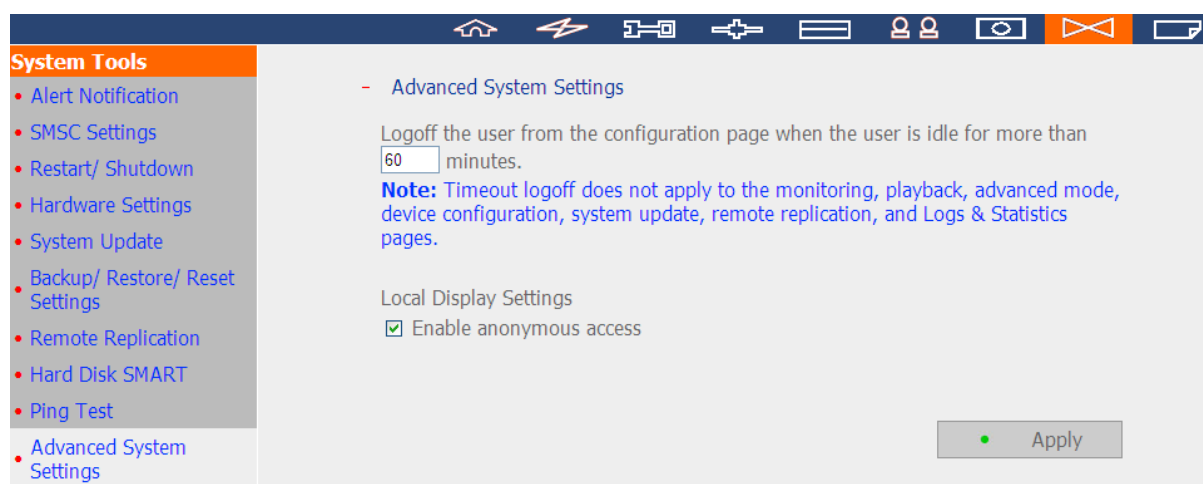 System Tools
• Alert Notification
• SMSC Settings
• Restart/ Shutdown
• Hardware Settings
• System Update
• Backup/ Restore/ Reset
Settings
• Remote Replication
• Hard Disk SMART
• Ping Test
• Advanced System
Settings
– Advanced System Settings
Logoff the user from the configuration page when the user is idle for more than
60 minutes.
Note: Timeout logoff does not apply to the monitoring, playback, advanced mode,
device configuration, system update, remote replication, and Logs & Statistics
pages.
Local Display Settings
Enable anonymous access
• Apply